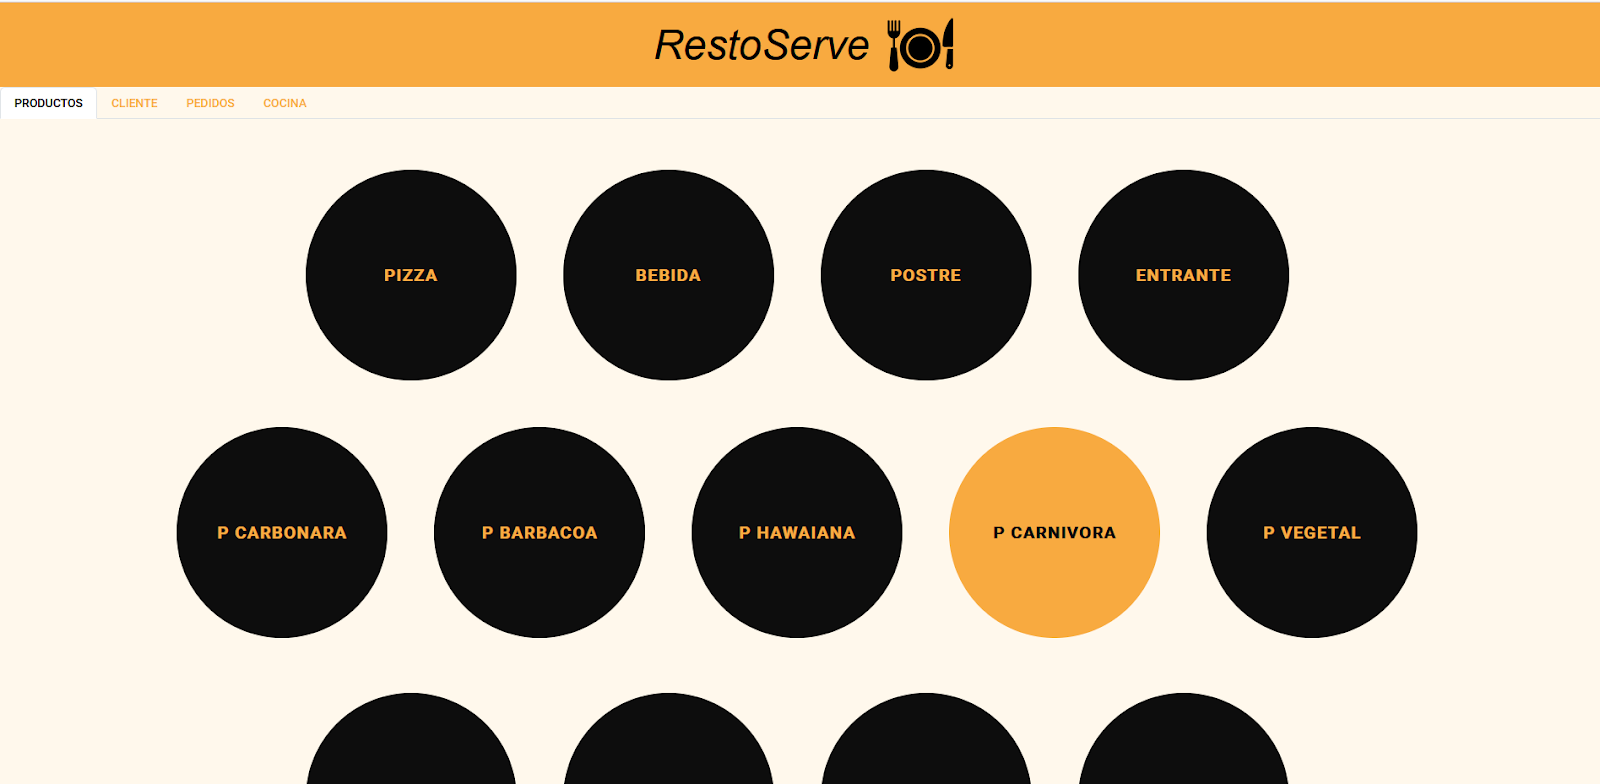 RestoServe
PRODUCTOS CLIENTE PEDIDOS COCINA
PIZZA BEBIDA POSTRE ENTRANTE
P CARBONARA P BARBACOA P HAWAIANA P CARNIVORA P VEGETAL